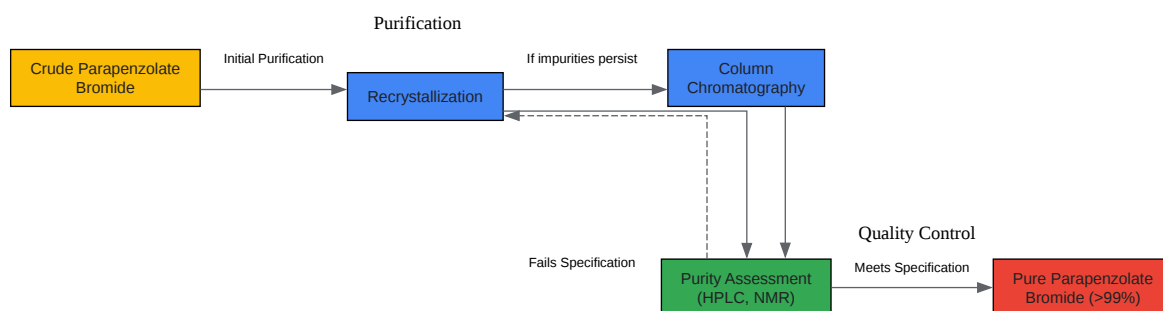 Purification
Crude Parapenzolate
Bromide
Initial Purification
Recrystallization
If impurities persist
Column
Chromatography
Quality Control
Fails Specification
Purity Assessment
(HPLC, NMR)
Meets Specification
Pure Parapenzolate
Bromide (>99%)